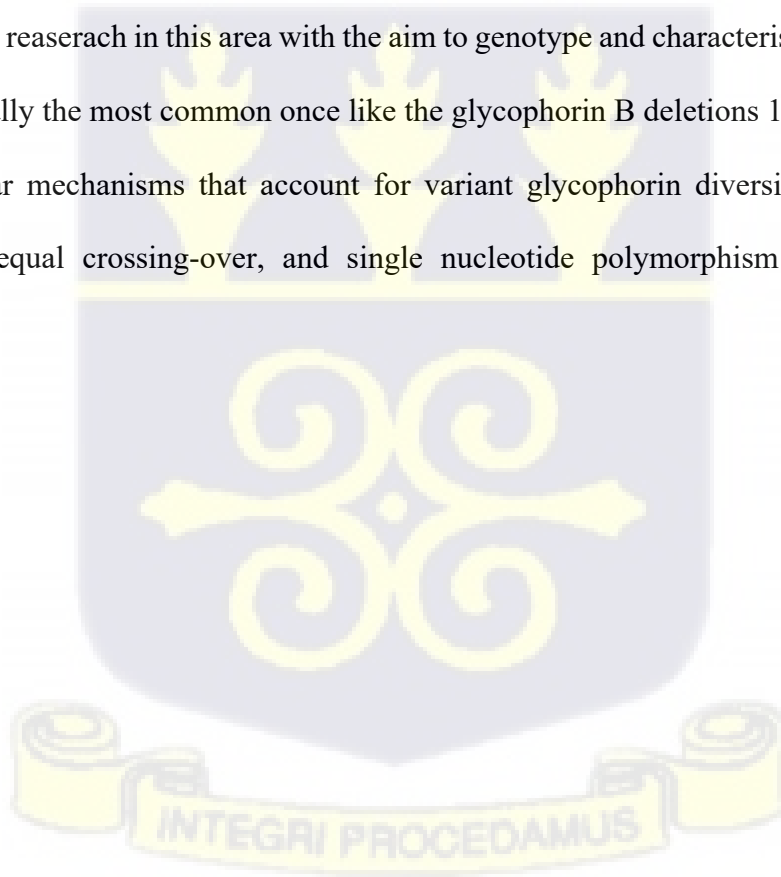 reaserach in this area with the aim to genotype and characteris
lly the most common once like the glycophorin B deletions 1
r mechanisms that account for variant glycophorin diversi
equal crossing-over, and single nucleotide polymorphism
INTEGRI PROCEDAMUS